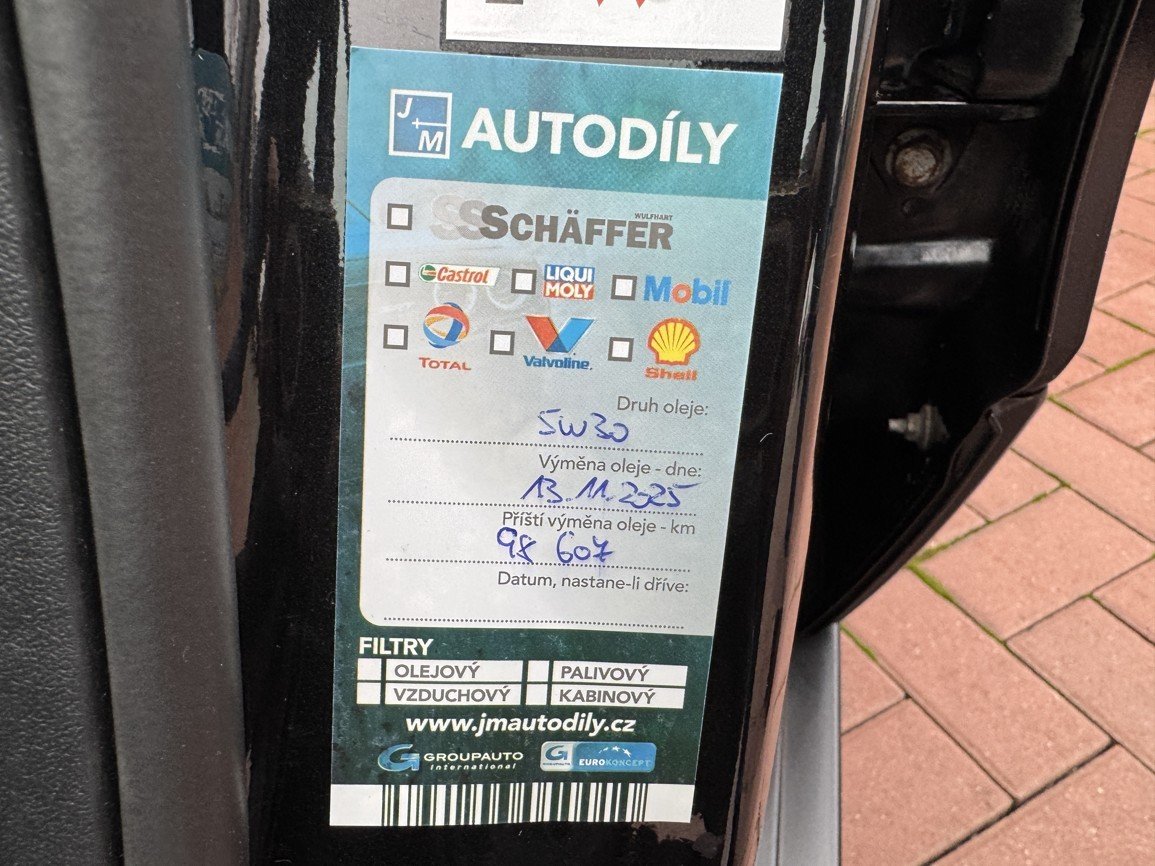 J M AUTODÍLY
SSSCHÄFFER WULFHART
Castrol LIQUI MOLY Mobil
TOTAL Valvoline Shell
Druh oleje:
5W30
Výměna oleje - dne:
13.11.2025
Příští výměna oleje - km
98 607
Datum, nastane-li dříve:
FILTRY
OLEJOVÝ PALIVOVÝ
VZDUCHOVÝ KABINOVÝ
www.jmautodily.cz
GROUPAUTO International EUROKONCEPT